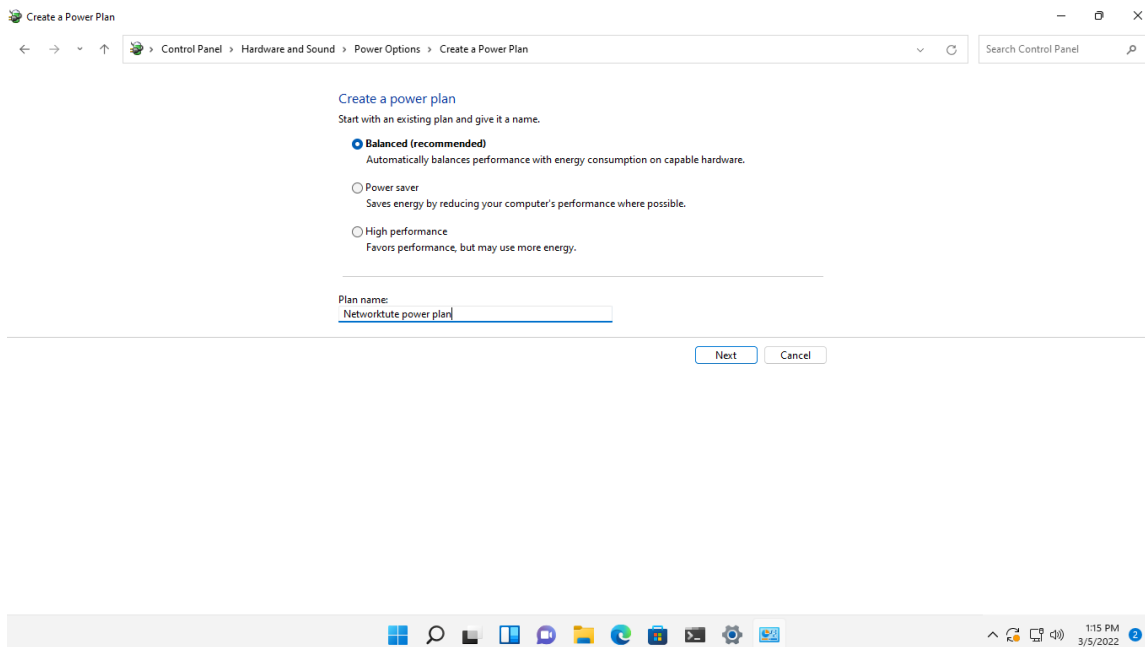 Create a Power Plan
Control Panel > Hardware and Sound > Power Options > Create a Power Plan
Search Control Panel
Create a power plan
Start with an existing plan and give it a name.
Balanced (recommended)
Automatically balances performance with energy consumption on capable hardware.
Power saver
Saves energy by reducing your computer's performance where possible.
High performance
Favors performance, but may use more energy.
Plan name:
Networktute power plan
Next Cancel
1:15 PM
3/5/2022
2